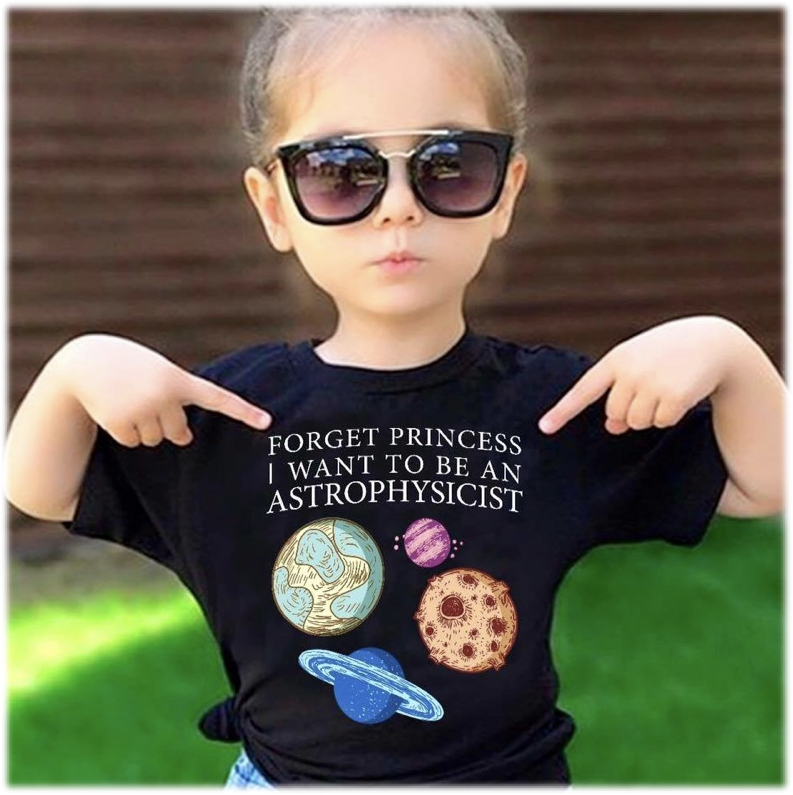 FORGET PRINCESS
I WANT TO BE AN
ASTROPHYSICIST